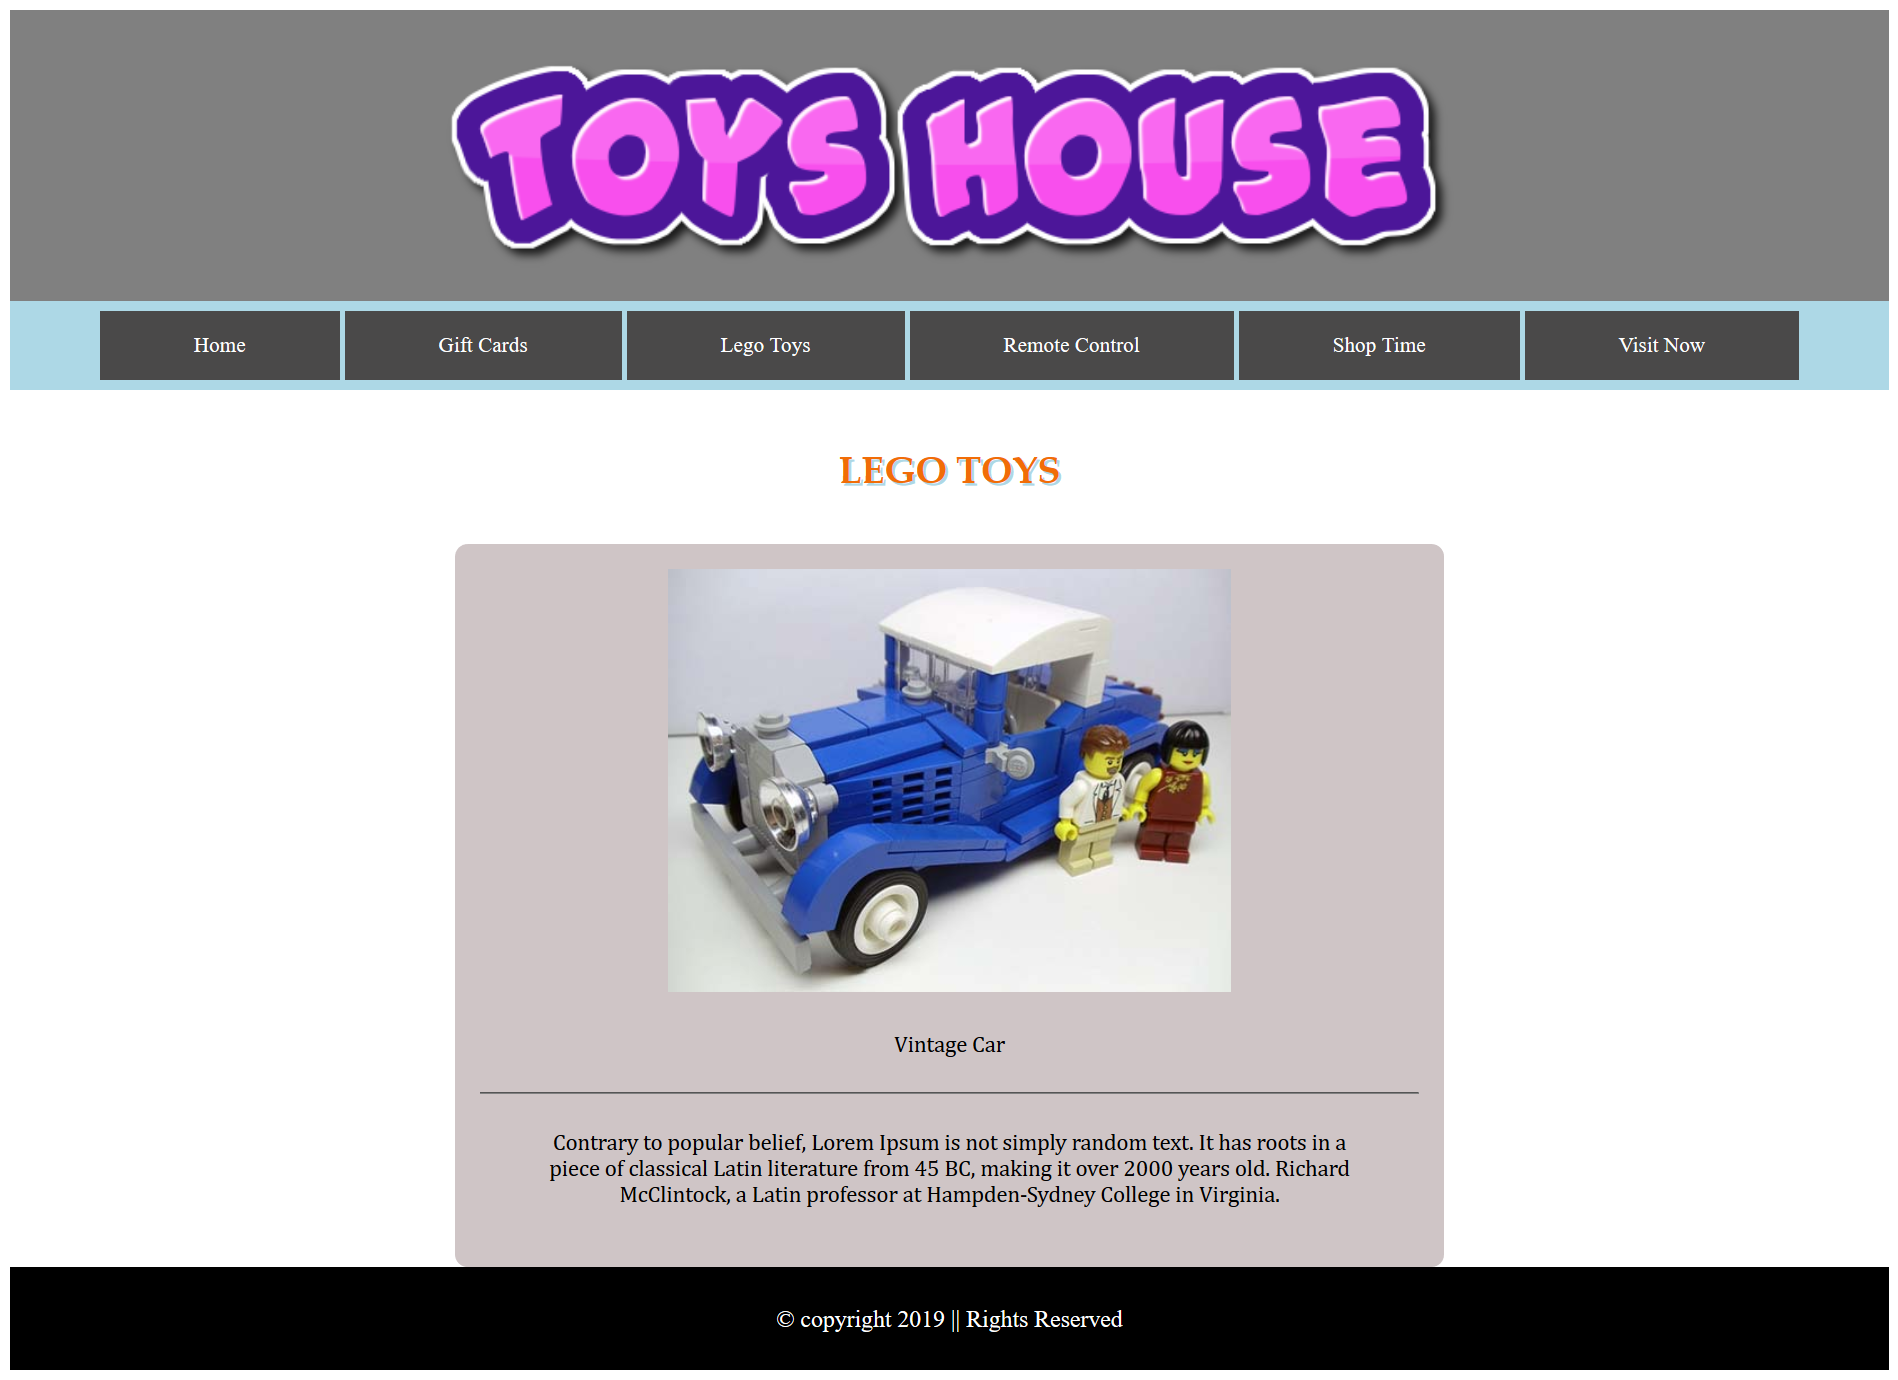 TOYS HOUSE
Home
Gift Cards
Lego Toys
Remote Control
Shop Time
Visit Now
LEGO TOYS
Vintage Car
Contrary to popular belief, Lorem Ipsum is not simply random text. It has roots in a
piece of classical Latin literature from 45 BC, making it over 2000 years old. Richard
McClintock, a Latin professor at Hampden-Sydney College in Virginia.
© copyright 2019 || Rights Reserved